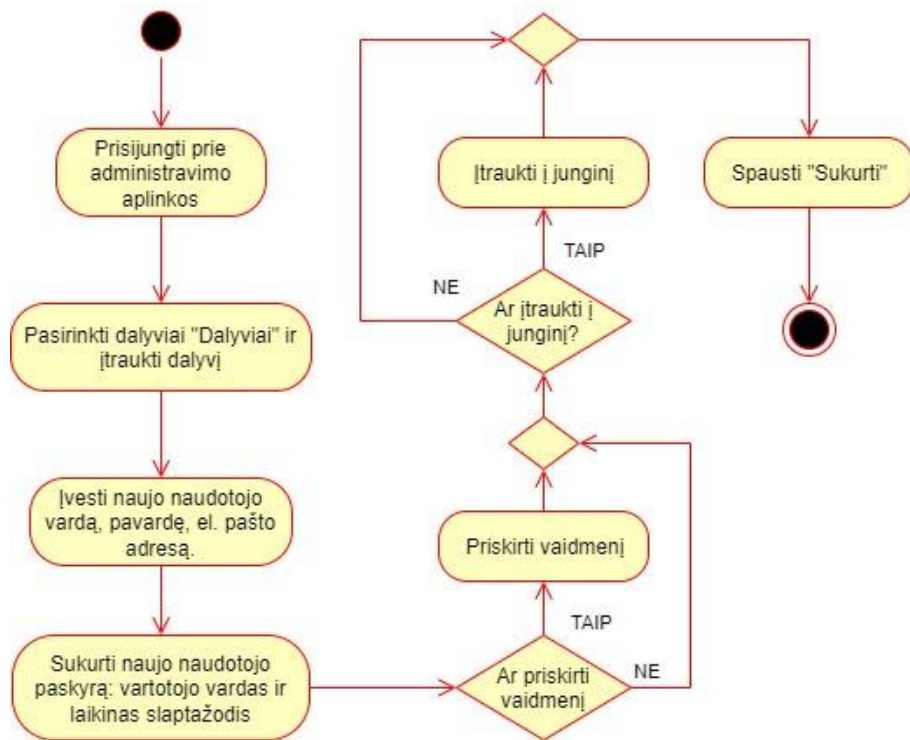 Prisijungti prie
administravimo
aplinkos
Pasirinkti dalyviai "Dalyviai" ir
įtraukti dalyvį
Įvesti naujo naudotojo
vardą, pavardę, el. pašto
adresą.
Sukurti naujo naudotojo
paskyrą: vartotojo vardas ir
laikinas slaptažodis
Ar priskirti
vaidmenį
NE
TAIP
Priskirti vaidmenį
Ar įtraukti į
junginį?
NE
TAIP
Įtraukti į junginį
Spausti "Sukurti"